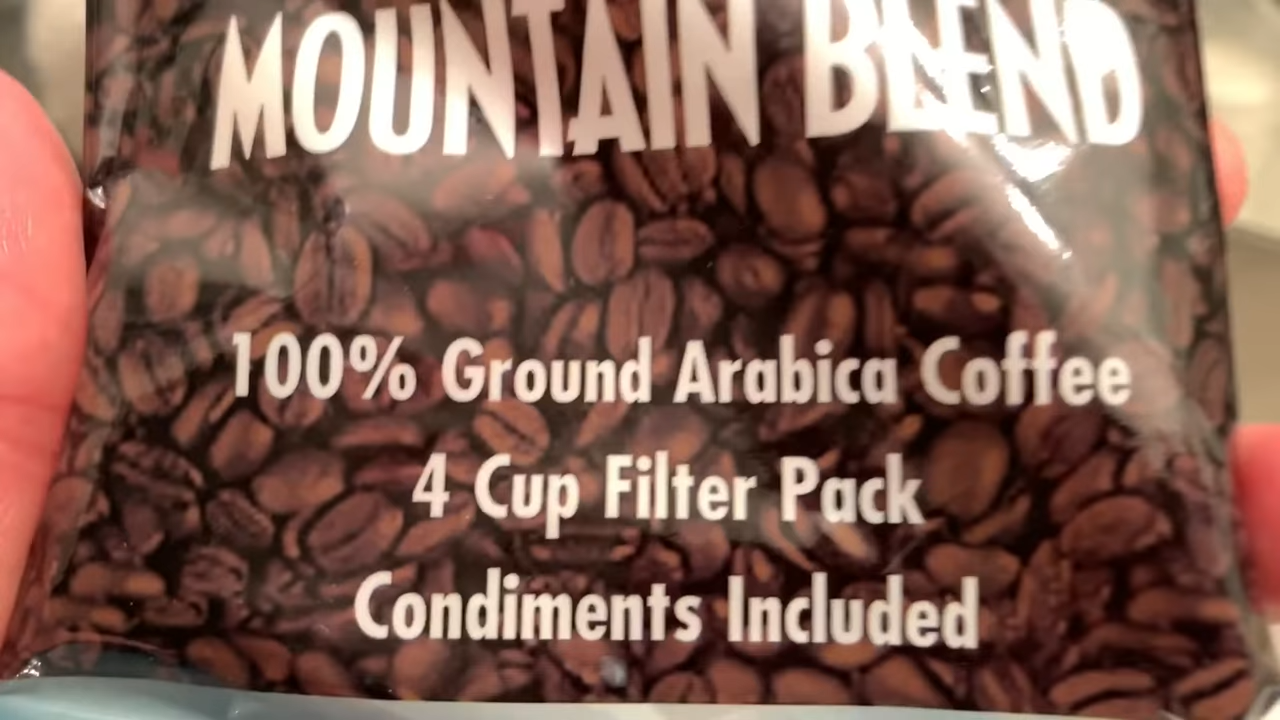 MOUNTAIN BLEND
100% Ground Arabica Coffee
4 Cup Filter Pack
Condiments Included